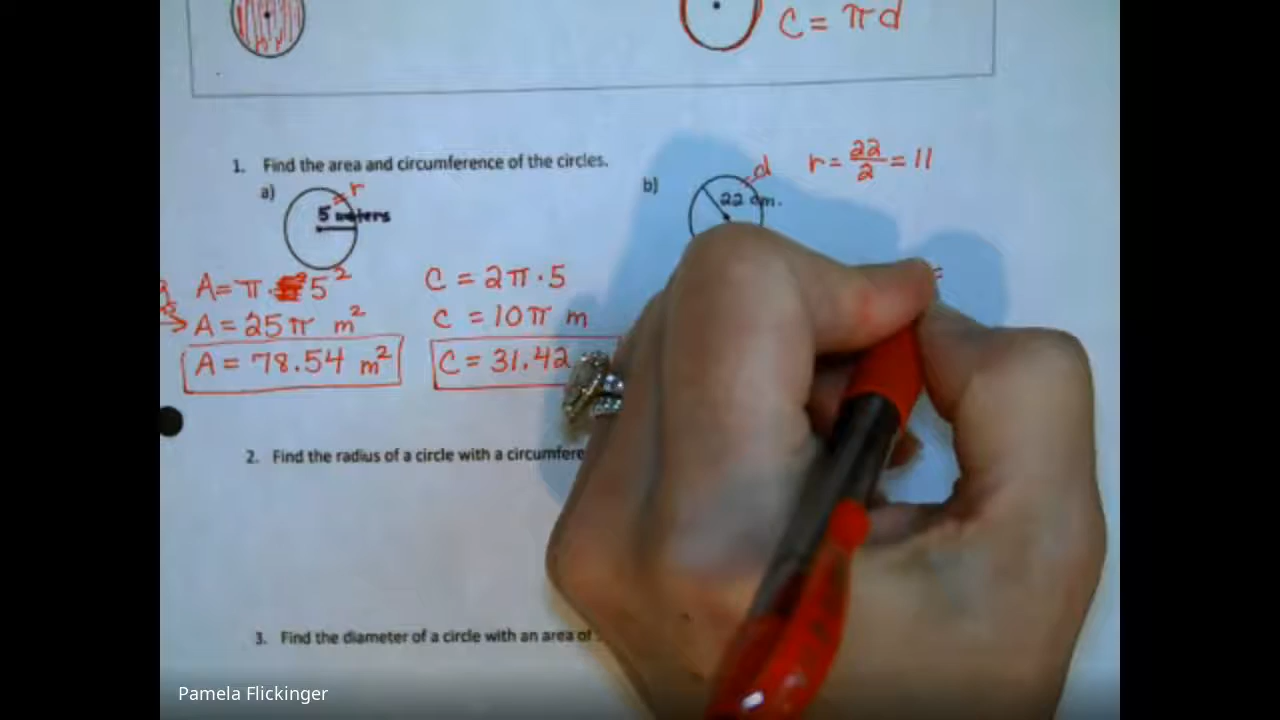 C = πd
1. Find the area and circumference of the circles.
a)
r
5 meters
b)
d
22 cm.
r = 22/2 = 11
A = π · 5²
A = 25π m²
A = 78.54 m²
C = 2π · 5
C = 10π m
C = 31.42
=
2. Find the radius of a circle with a
3. Find the diameter of a circle with an area of
Pamela Flickinger